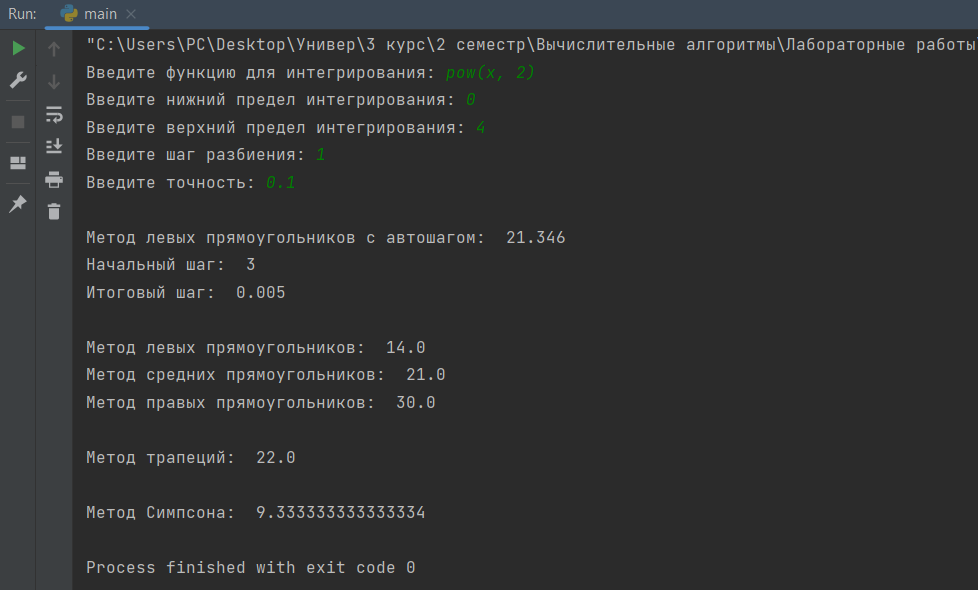 Run: main
"C:\Users\PC\Desktop\Универ\3 курс\2 семестр\Вычислительные алгоритмы\Лабораторные работы
Введите функцию для интегрирования: pow(x, 2)
Введите нижний предел интегрирования: 0
Введите верхний предел интегрирования: 4
Введите шаг разбиения: 1
Введите точность: 0.1
Метод левых прямоугольников с автошагом:  21.346
Начальный шаг:  3
Итоговый шаг:  0.005
Метод левых прямоугольников:  14.0
Метод средних прямоугольников:  21.0
Метод правых прямоугольников:  30.0
Метод трапеций:  22.0
Метод Симпсона:  9.333333333333334
Process finished with exit code 0